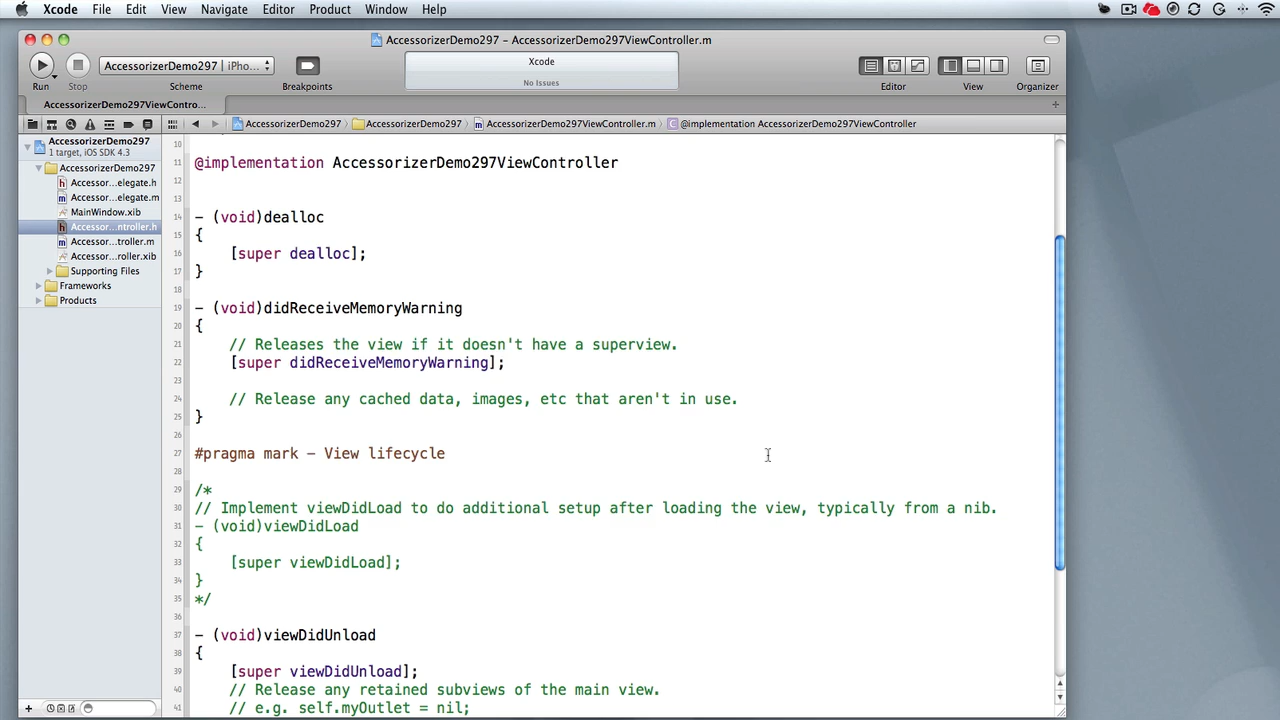 Xcode File Edit View Navigate Editor Product Window Help
AccessorizerDemo297 - AccessorizerDemo297ViewController.m
AccessorizerDemo297 | iPho...
Xcode
No Issues
Run Stop Scheme Breakpoints Editor View Organizer
AccessorizerDemo297ViewContro...
AccessorizerDemo297 AccessorizerDemo297 AccessorizerDemo297ViewController.m @implementation AccessorizerDemo297ViewController
AccessorizerDemo297
1 target, iOS SDK 4.3
AccessorizerDemo297
Accessor...elegate.h
Accessor...elegate.m
MainWindow.xib
Accessor...ntroller.h
Accessor...troller.m
Accessor...roller.xib
Supporting Files
Frameworks
Products
10
11 @implementation AccessorizerDemo297ViewController
12
13
14 - (void)dealloc
15 {
16 [super dealloc];
17 }
18
19 - (void)didReceiveMemoryWarning
20 {
21 // Releases the view if it doesn't have a superview.
22 [super didReceiveMemoryWarning];
23
24 // Release any cached data, images, etc that aren't in use.
25 }
26
27 #pragma mark - View lifecycle
28
29 /*
30 // Implement viewDidLoad to do additional setup after loading the view, typically from a nib.
31 - (void)viewDidLoad
32 {
33 [super viewDidLoad];
34 }
35 */
36
37 - (void)viewDidUnload
38 {
39 [super viewDidUnload];
40 // Release any retained subviews of the main view.
41 // e.g. self.myOutlet = nil;